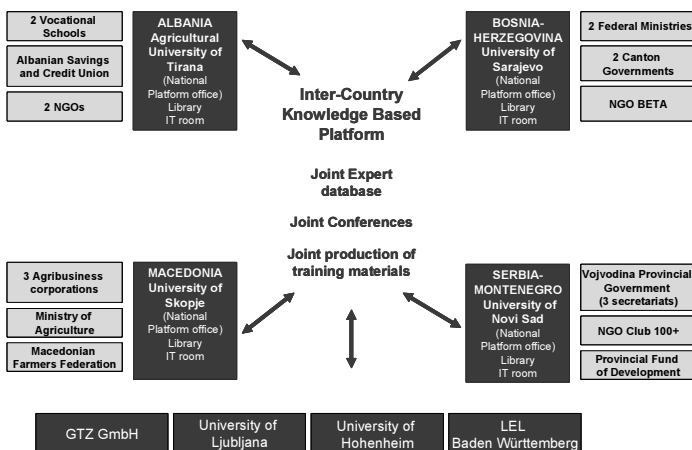 2 Vocational
Schools
Albanian Savings
and Credit Union
2 NGOs
ALBANIA
Agricultural
University of
Tirana
(National
Platform office)
Library
IT room
BOSNIA-
HERZEGOVINA
University of
Sarajevo
(National
Platform office)
Library
IT room
2 Federal Ministries
2 Canton
Governments
NGO BETA
Inter-Country
Knowledge Based
Platform
Joint Expert
database
Joint Conferences
Joint production of
training materials
3 Agribusiness
corporations
Ministry of
Agriculture
Macedonian
Farmers Federation
MACEDONIA
University of
Skopje
(National
Platform office)
Library
IT room
SERBIA-
MONTENEGRO
University of
Novi Sad
(National
Platform office)
Library
IT room
Vojvodina Provincial
Government
(3 secretariats)
NGO Club 100+
Provincial Fund
of Development
GTZ GmbH
University of
Ljubljana
University of
Hohenheim
LEL
Baden Württemberg